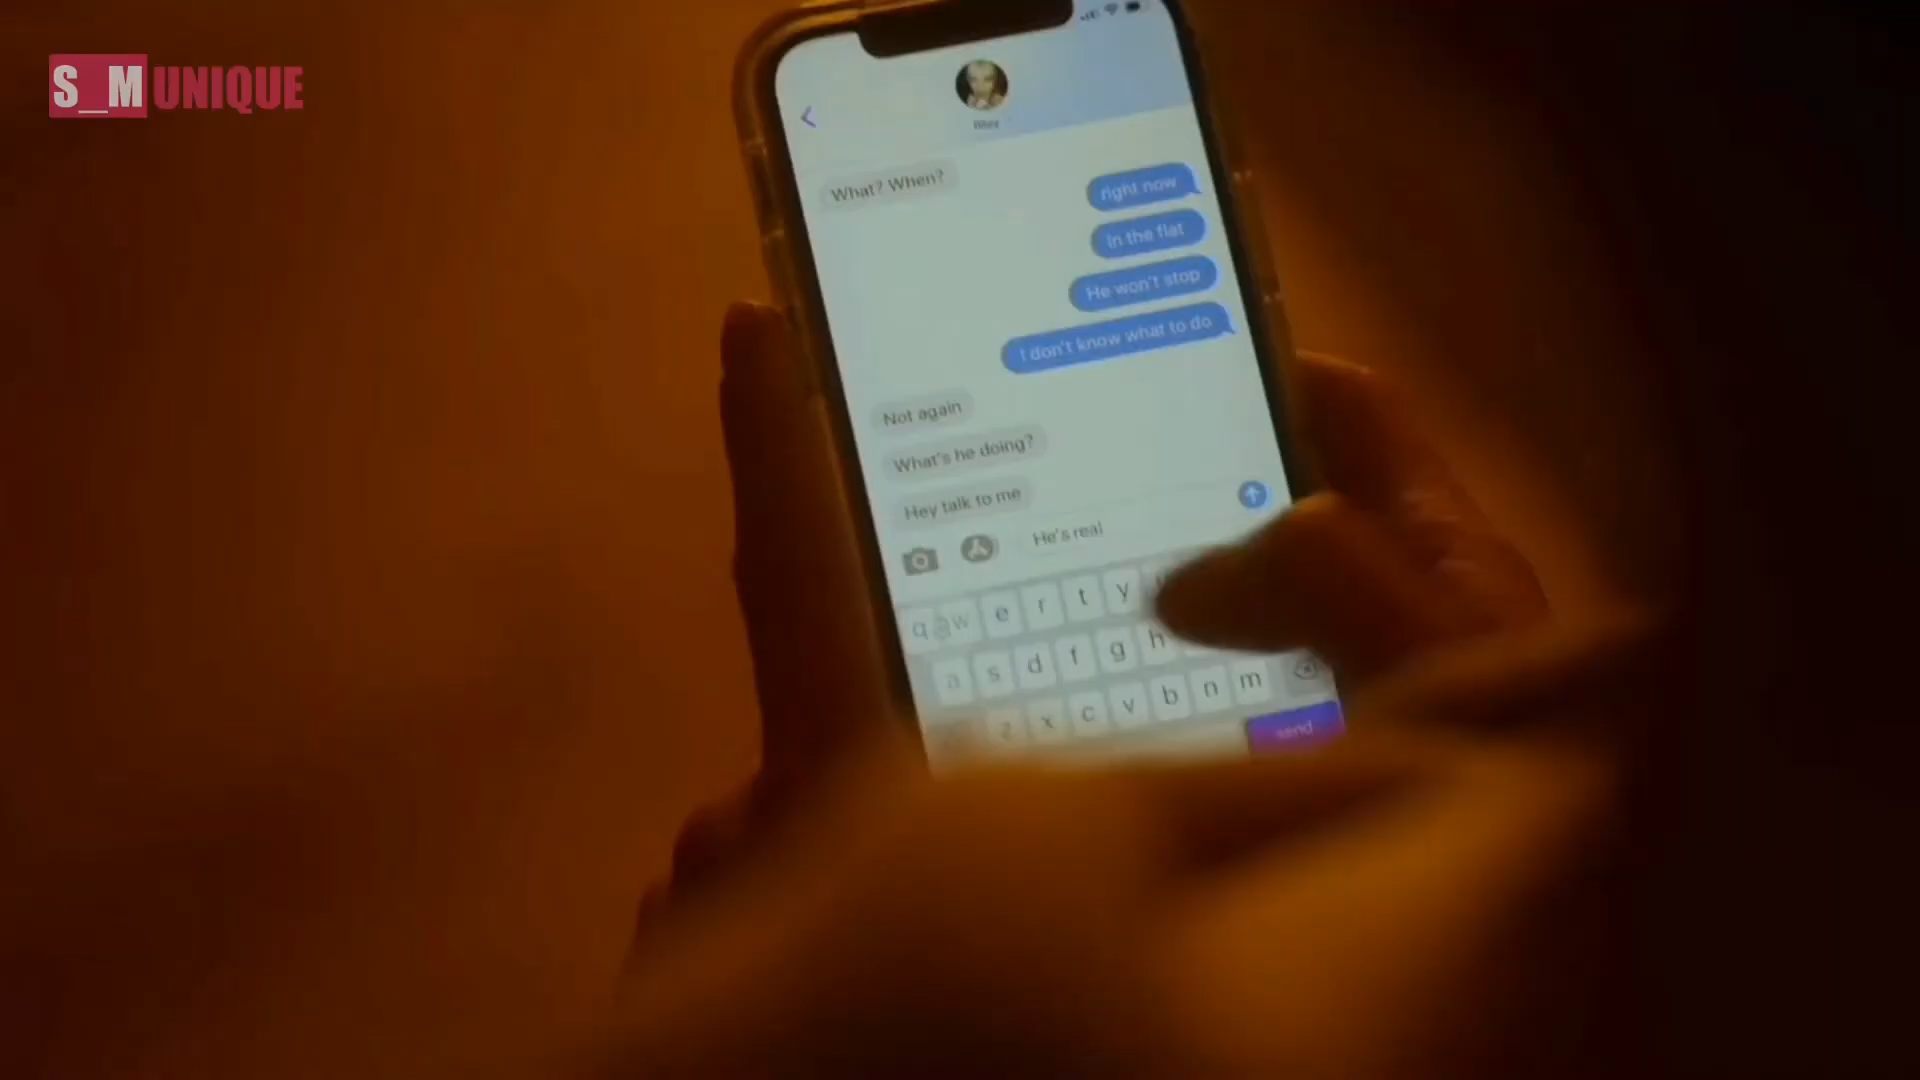 S_M UNIQUE
What? When?
right now
in the flat
He won't stop
I don't know what to do
Not again
What's he doing?
Hey talk to me
He's real
q w e r t y
a s d f g h
z x c v b n m
send